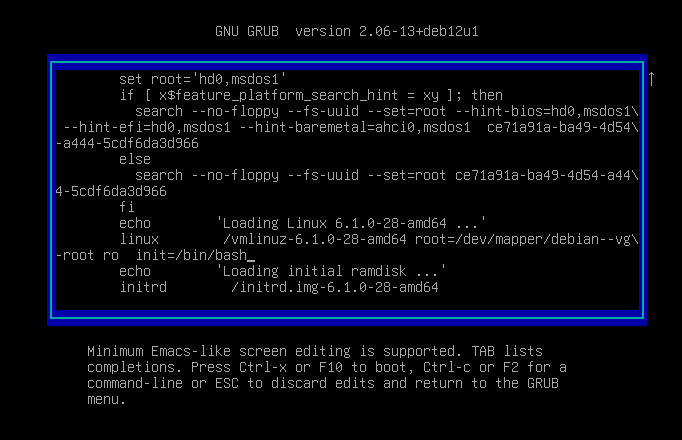 GNU GRUB  version 2.06-13+deb12u1
        set root='hd0,msdos1'
        if [ x$feature_platform_search_hint = xy ]; then
          search --no-floppy --fs-uuid --set=root --hint-bios=hd0,msdos1\
 --hint-efi=hd0,msdos1 --hint-baremetal=ahci0,msdos1  ce71a91a-ba49-4d54\
-a444-5cdf6da3d966
        else
          search --no-floppy --fs-uuid --set=root ce71a91a-ba49-4d54-a44\
4-5cdf6da3d966
        fi
        echo        'Loading Linux 6.1.0-28-amd64 ...'
        linux        /vmlinuz-6.1.0-28-amd64 root=/dev/mapper/debian--vg\
-root ro  init=/bin/bash_
        echo        'Loading initial ramdisk ...'
        initrd        /initrd.img-6.1.0-28-amd64
↑
Minimum Emacs-like screen editing is supported. TAB lists
completions. Press Ctrl-x or F10 to boot, Ctrl-c or F2 for a
command-line or ESC to discard edits and return to the GRUB
menu.